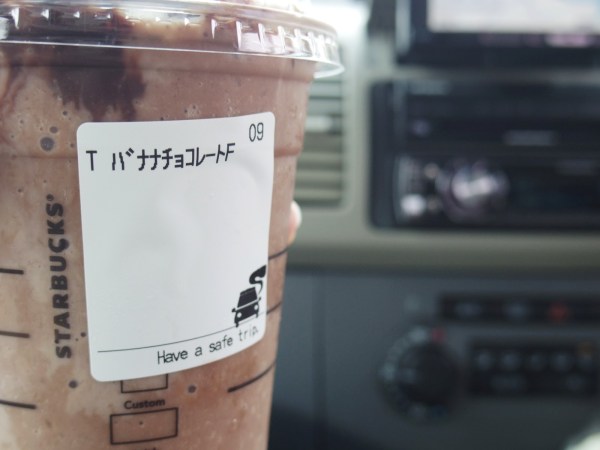 09
T ﾊﾞﾅﾅﾁｮｺﾚｰﾄF
STARBUCKS®
Have a safe trip.
Custom